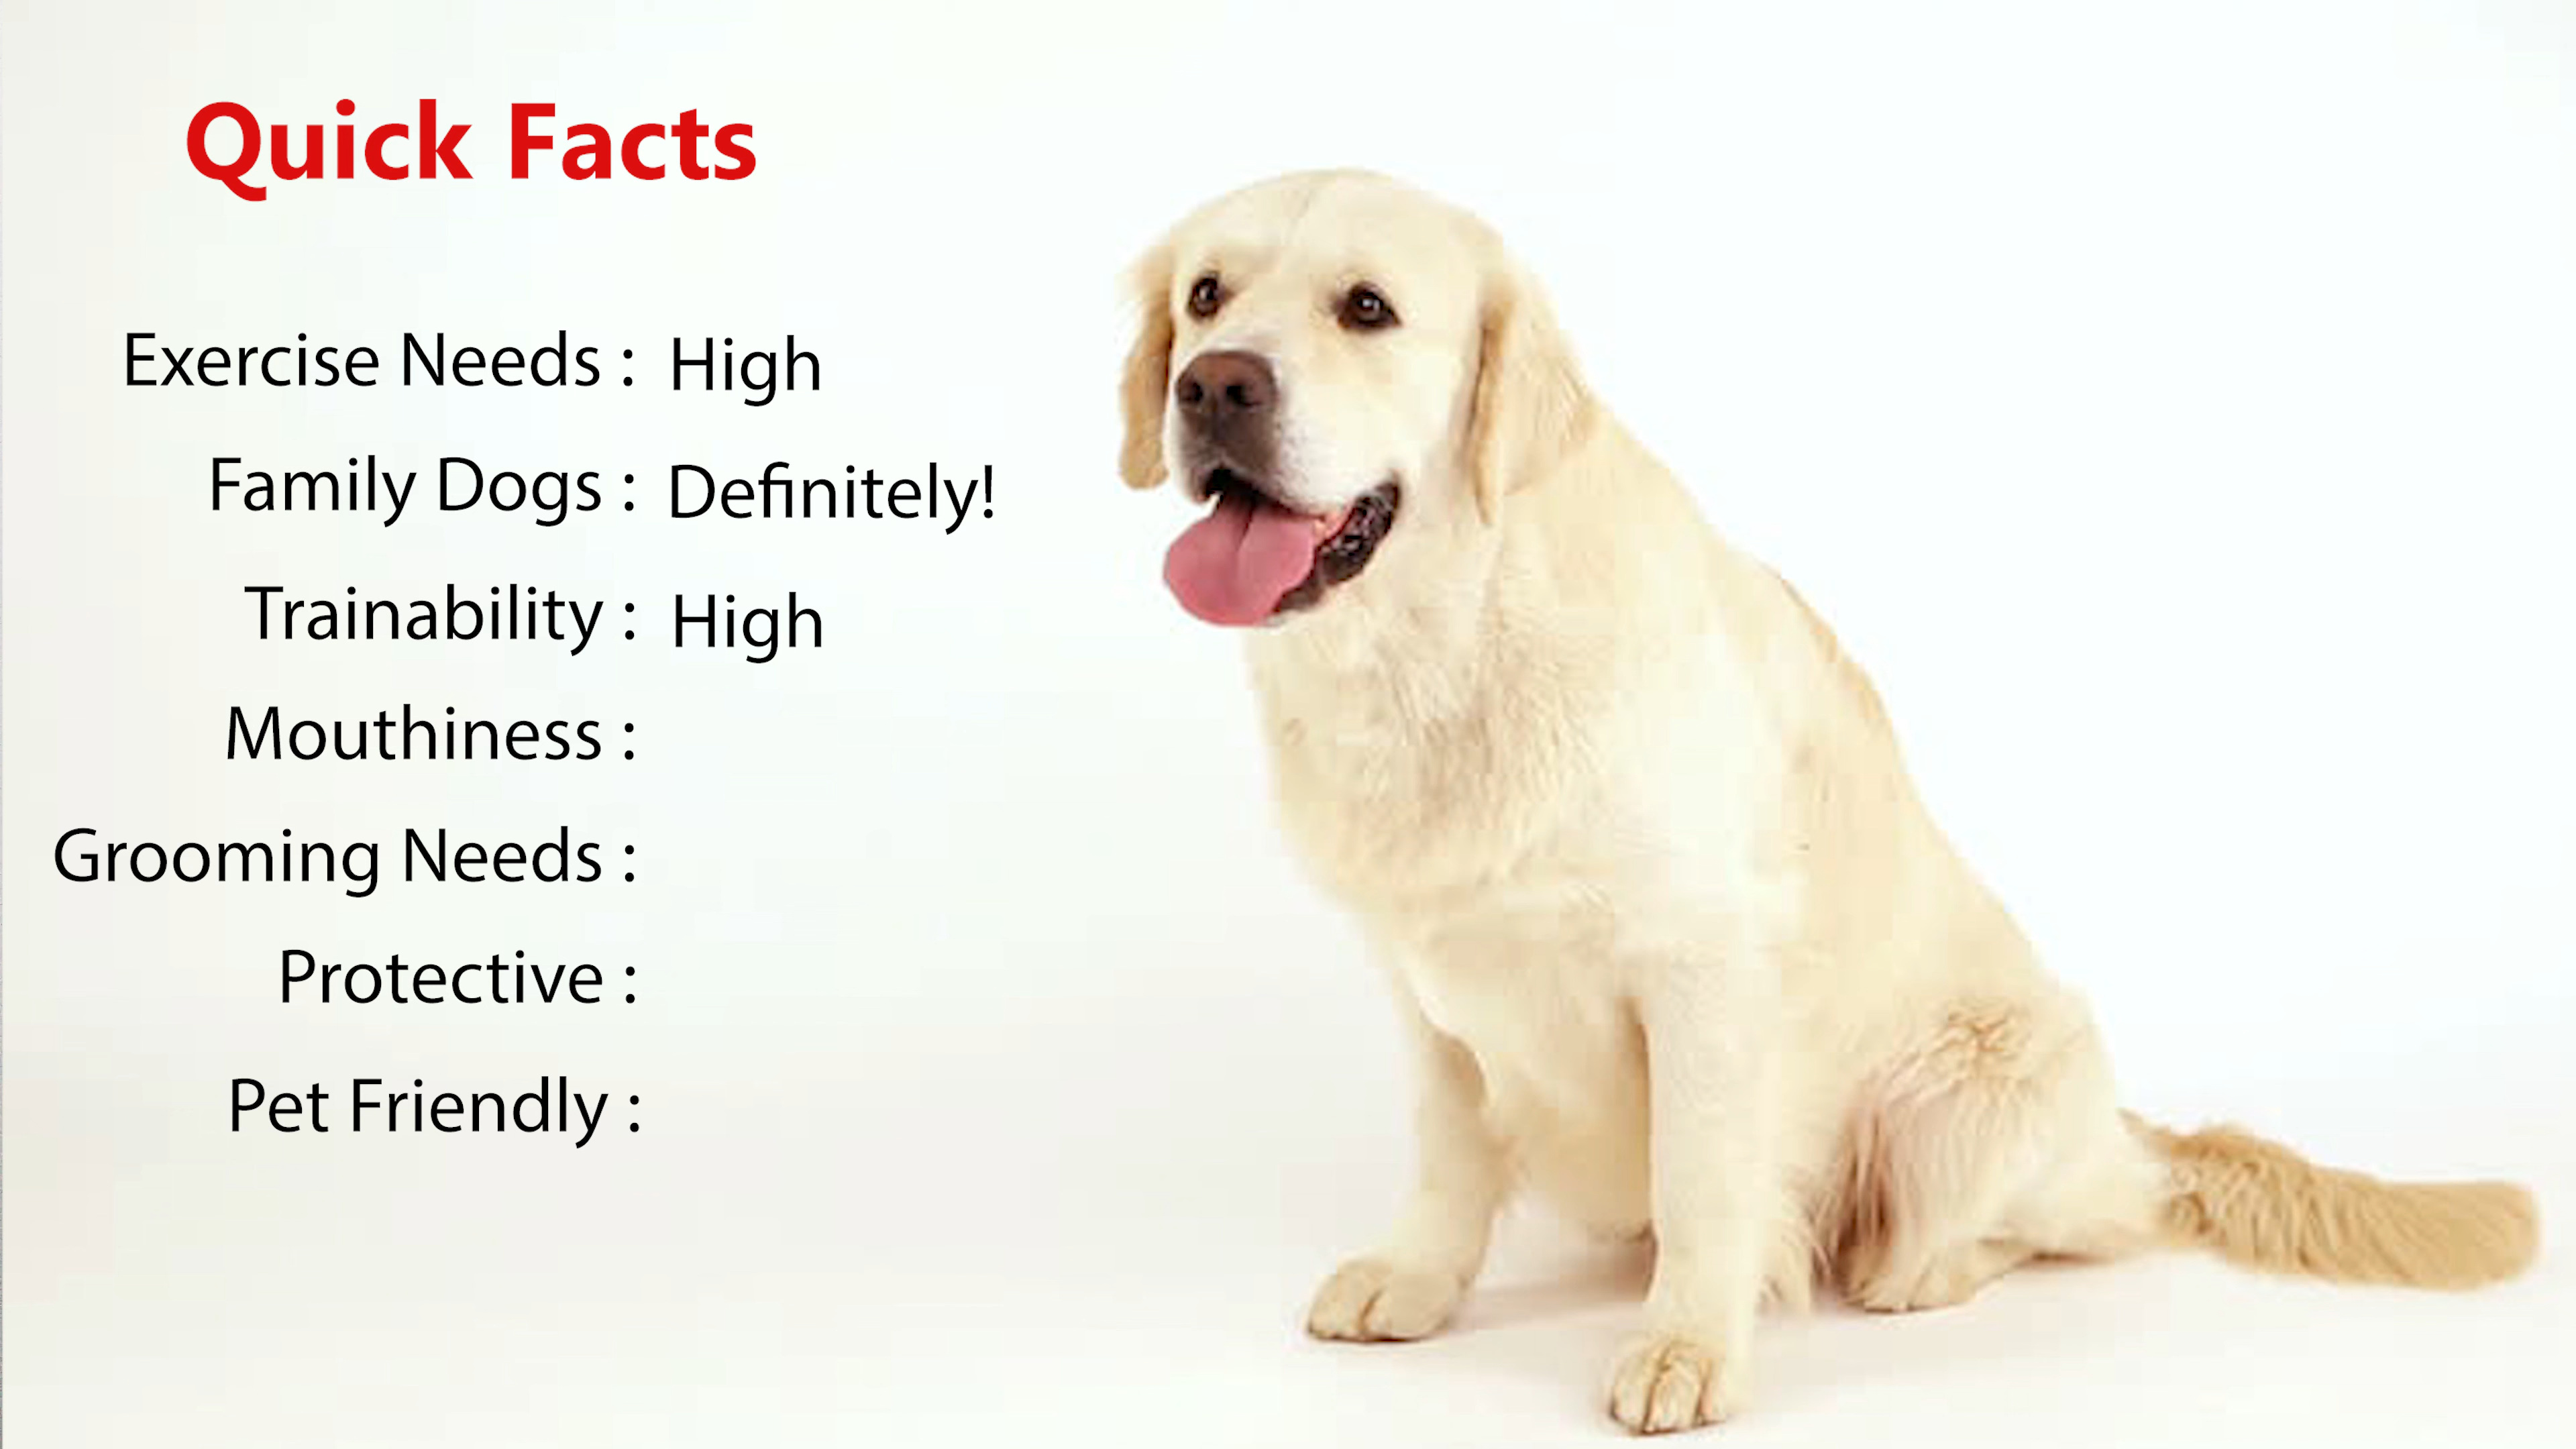 Quick Facts
Exercise Needs : High
Family Dogs : Definitely!
Trainability : High
Mouthiness :
Grooming Needs :
Protective :
Pet Friendly :